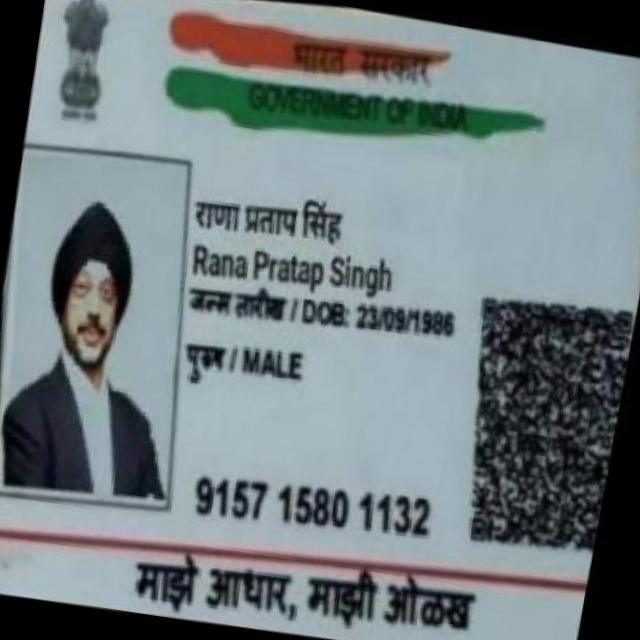 भारत सरकार
GOVERNMENT OF INDIA
राणा प्रताप सिंह
Rana Pratap Singh
जन्म तारीख / DOB: 23/09/1986
पुरुष / MALE
9157 1580 1132
माझे आधार, माझी ओळख